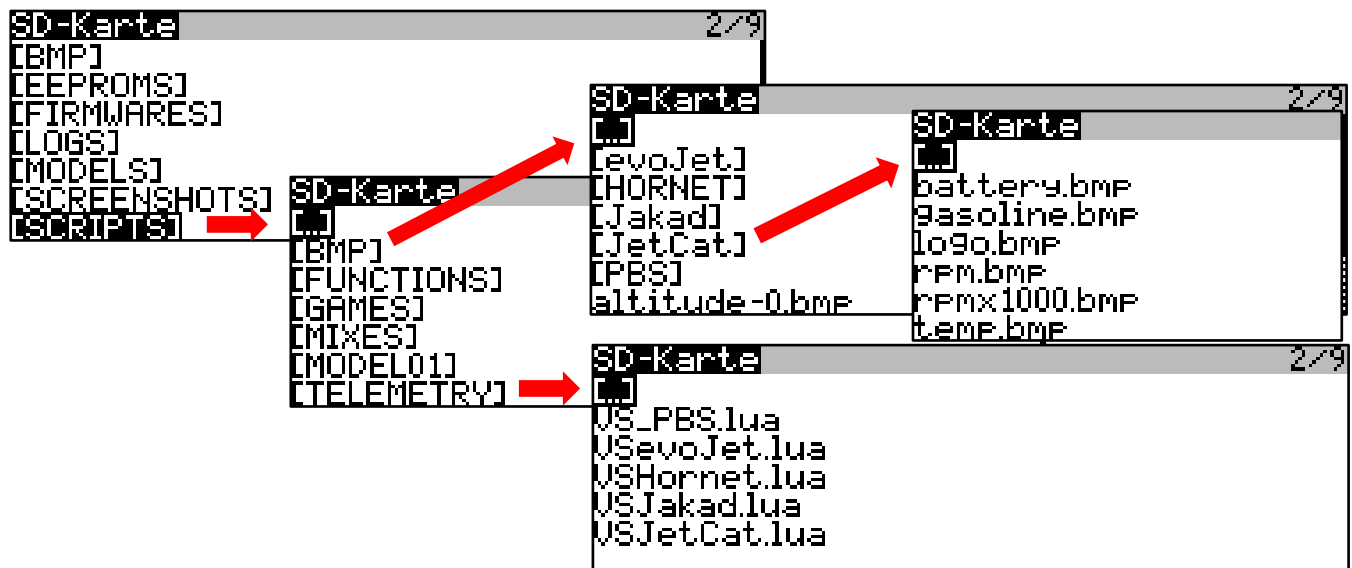 SD-Karte 2/9
[BMP]
[EEPROMS]
[FIRMWARES]
[LOGS]
[MODELS]
[SCREENSHOTS]
[SCRIPTS]
SD-Karte
[..]
[BMP]
[FUNCTIONS]
[GAMES]
[MIXES]
[MODEL01]
[TELEMETRY]
SD-Karte 2/9
[..]
[evoJet]
[HORNET]
[Jakad]
[JetCat]
[PBS]
altitude-0.bmp
SD-Karte
[..]
battery.bmp
gasoline.bmp
logo.bmp
rpm.bmp
rpmx1000.bmp
temp.bmp
SD-Karte 2/9
[..]
VS_PBS.lua
VSevoJet.lua
VSHornet.lua
VSJakad.lua
VSJetCat.lua